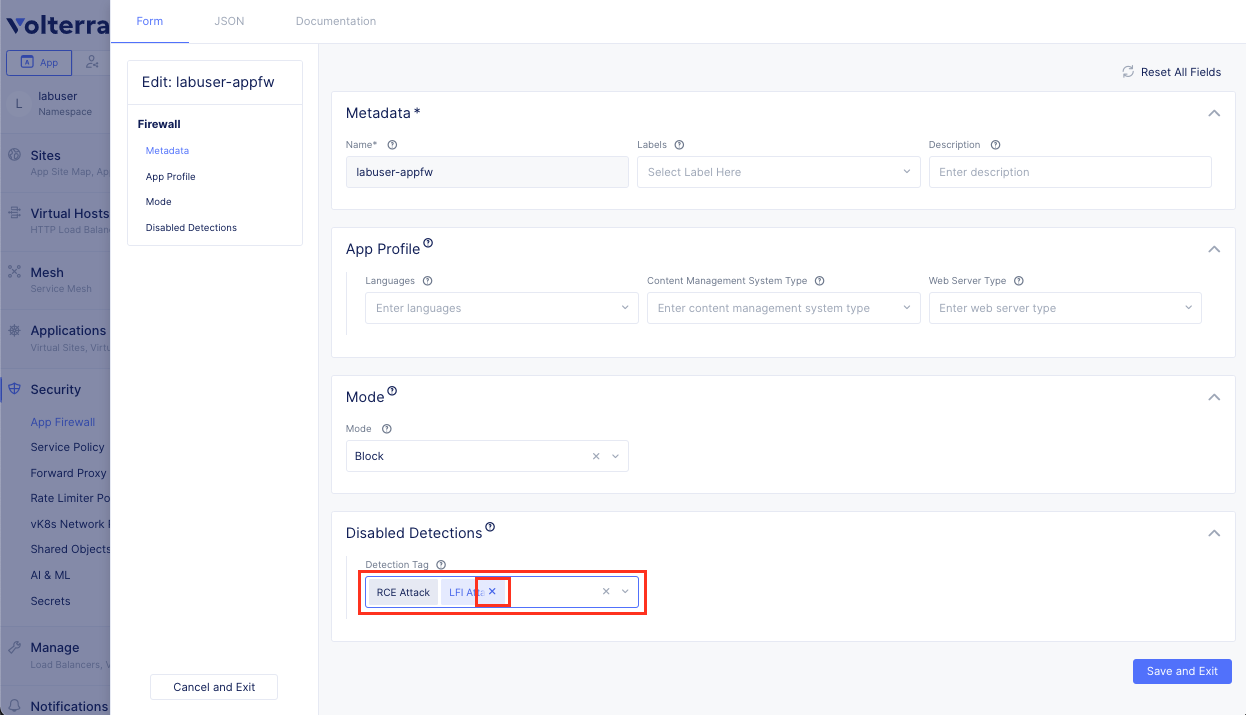 Volterra
Form
JSON
Documentation
App
L
labuser
Namespace
Sites
App Site Map, Ap
Virtual Hosts
HTTP Load Balan
Mesh
Service Mesh
Applications
Virtual Sites, Virtu
Security
App Firewall
Service Policy
Forward Proxy
Rate Limiter Po
vK8s Network
Shared Objects
AI & ML
Secrets
Manage
Load Balancers, V
Notifications
Edit: labuser-appfw
Firewall
Metadata
App Profile
Mode
Disabled Detections
Cancel and Exit
Reset All Fields
Metadata *
Name*
Labels
Description
labuser-appfw
Select Label Here
Enter description
App Profile
Languages
Content Management System Type
Web Server Type
Enter languages
Enter content management system type
Enter web server type
Mode
Mode
Block
Disabled Detections
Detection Tag
RCE Attack
LFI Atta
Save and Exit